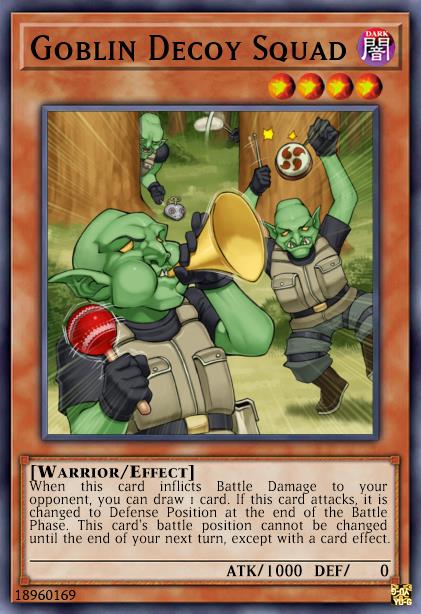 Goblin Decoy Squad
DARK
闇
[Warrior/Effect]
When this card inflicts Battle Damage to your
opponent, you can draw 1 card. If this card attacks, it is
changed to Defense Position at the end of the Battle
Phase. This card's battle position cannot be changed
until the end of your next turn, except with a card effect.
ATK/1000 DEF/ 0
18960169